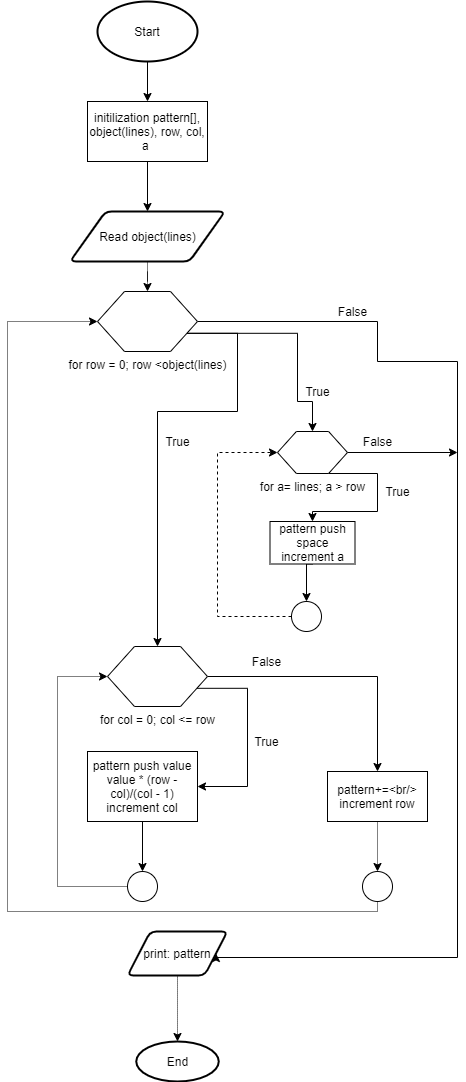 Start
initilization pattern[],
object(lines), row, col,
a
Read object(lines)
False
for row = 0; row <object(lines)
True
True
False
for a= lines; a > row
True
pattern push
space
increment a
False
for col = 0; col <= row
True
pattern push value
value * (row -
col)/(col - 1)
increment col
pattern+=<br/>
increment row
print: pattern
End